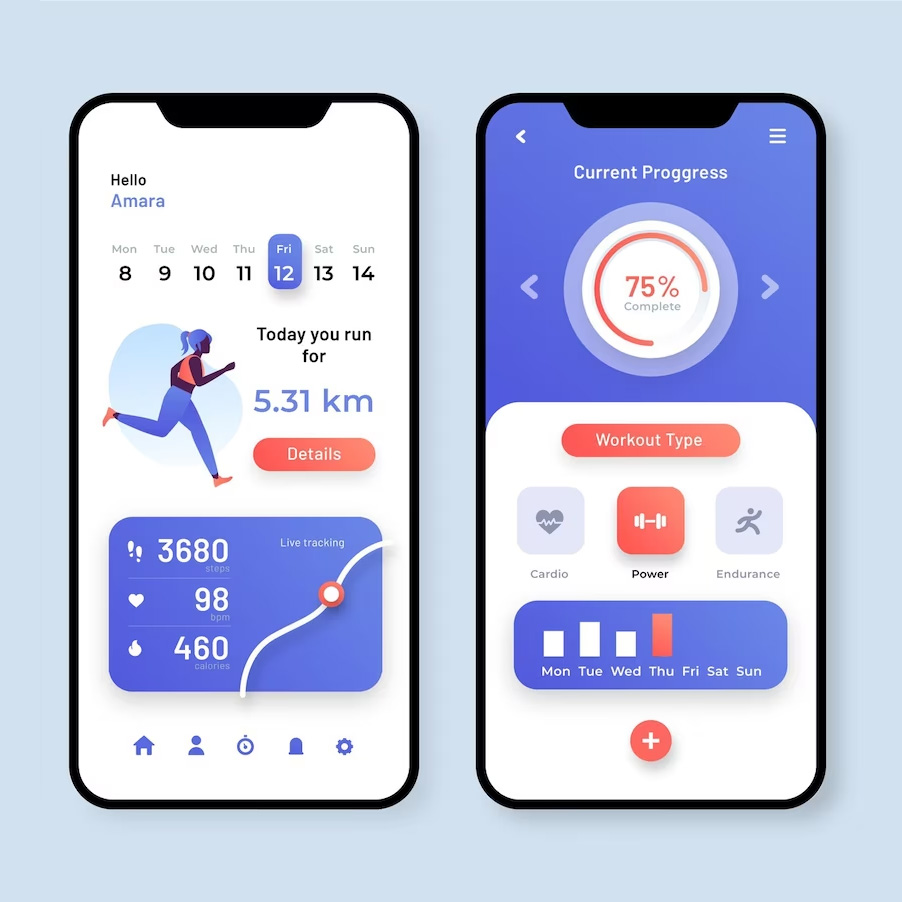 Hello
Amara
Mon Tue Wed Thu Fri Sat Sun
8 9 10 11 12 13 14
Today you run
for
5.31 km
Details
3680
steps
Live tracking
98
bpm
460
calories
Current Proggress
75%
Complete
Workout Type
Cardio Power Endurance
Mon Tue Wed Thu Fri Sat Sun